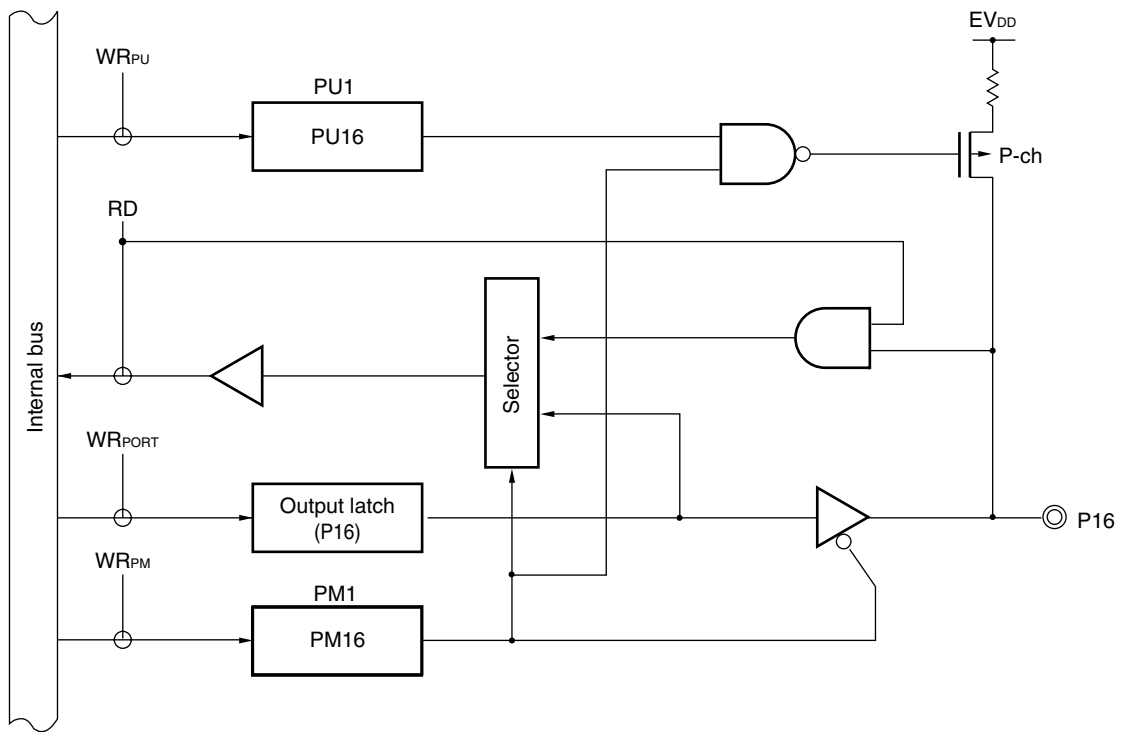 EVDD
WRPU
PU1
PU16
P-ch
RD
Internal bus
Selector
WRPORT
Output latch
(P16)
P16
WRPM
PM1
PM16